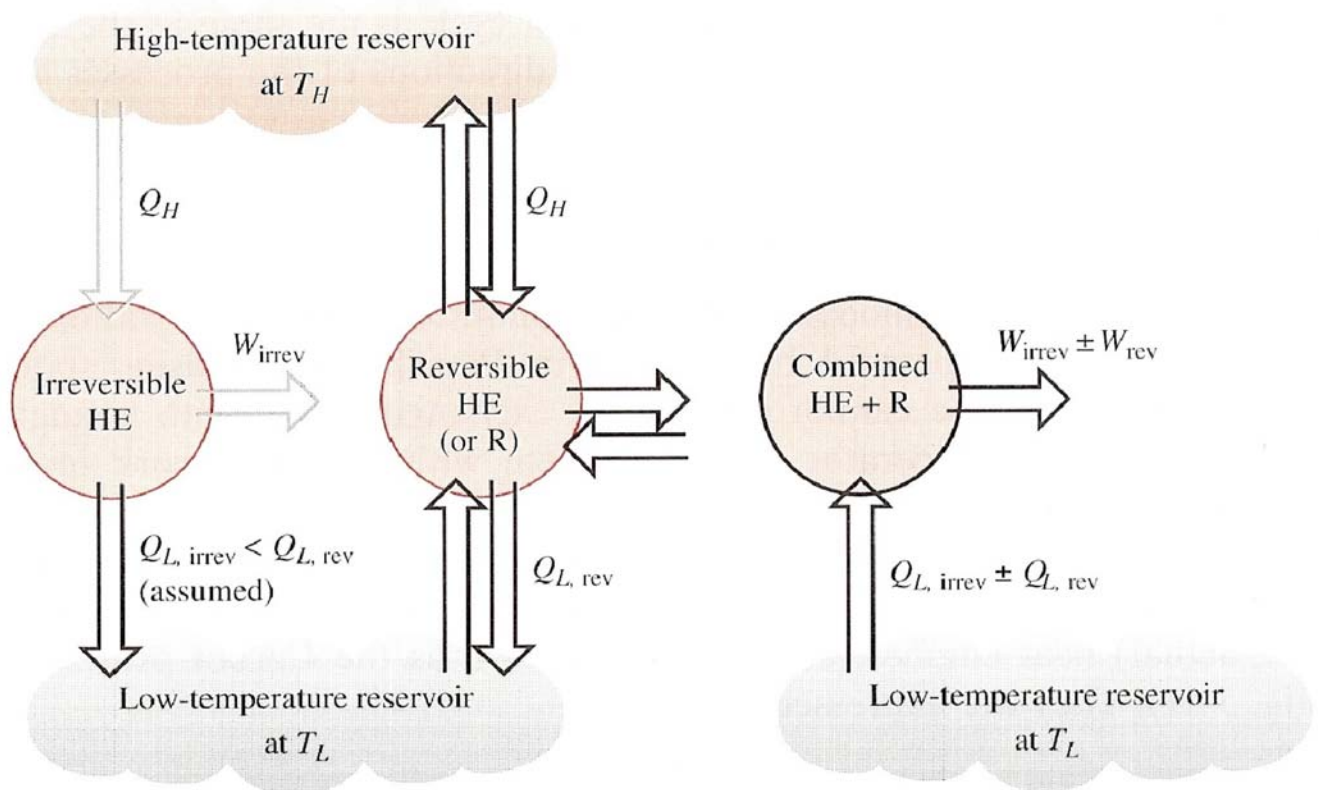 High-temperature reservoir
at T_H
Q_H
Q_H
W_irrev
Irreversible
HE
Reversible
HE
(or R)
Combined
HE + R
W_irrev ± W_rev
Q_L, irrev < Q_L, rev
(assumed)
Q_L, rev
Q_L, irrev ± Q_L, rev
Low-temperature reservoir
at T_L
Low-temperature reservoir
at T_L